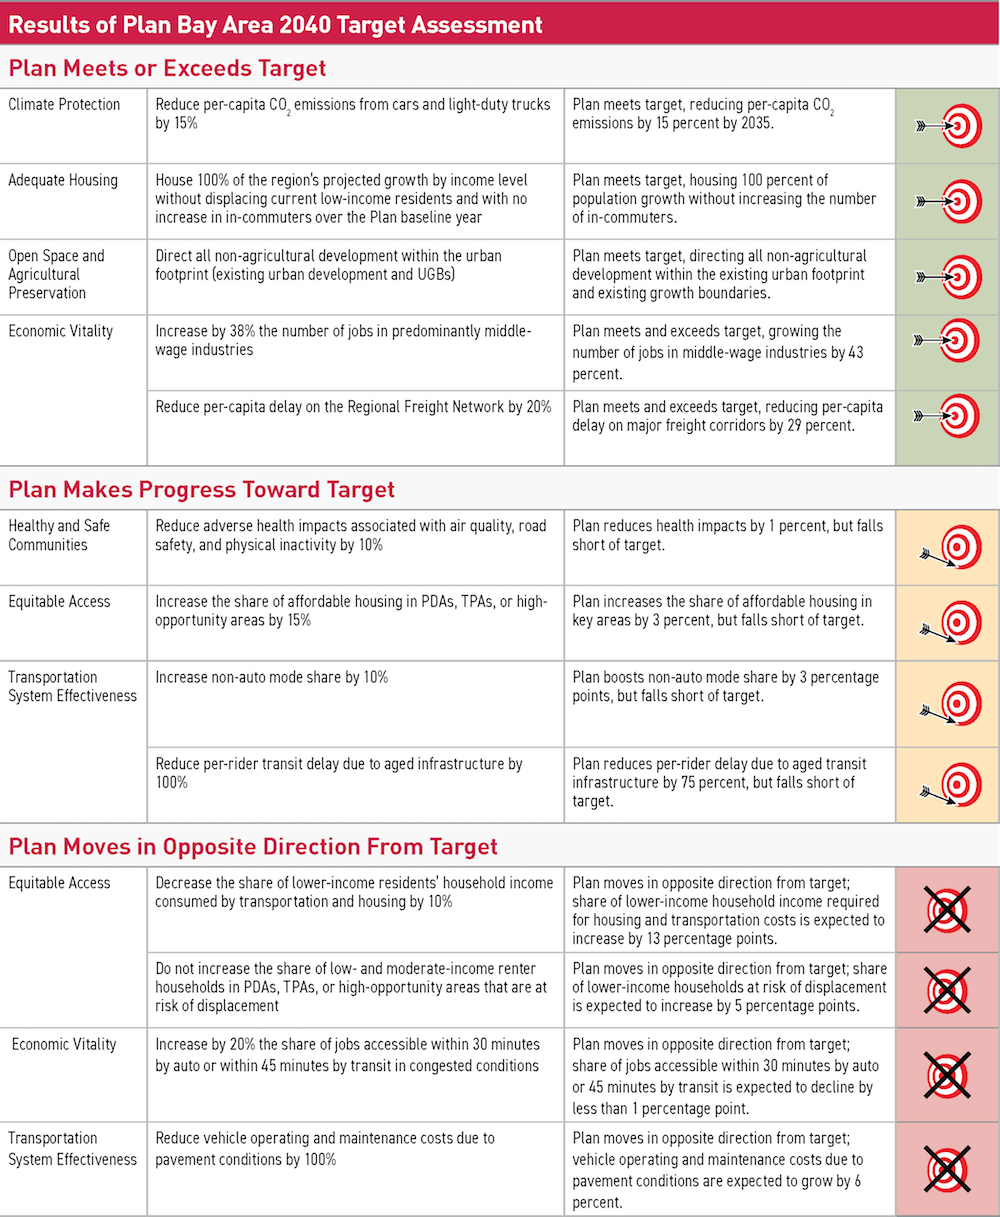 Results of Plan Bay Area 2040 Target Assessment
Plan Meets or Exceeds Target
Climate Protection
Reduce per-capita CO2 emissions from cars and light-duty trucks
by 15%
Plan meets target, reducing per-capita CO2
emissions by 15 percent by 2035.
Adequate Housing
House 100% of the region's projected growth by income level
without displacing current low-income residents and with no
increase in in-commuters over the Plan baseline year
Plan meets target, housing 100 percent of
population growth without increasing the number
of in-commuters.
Open Space and
Agricultural
Preservation
Direct all non-agricultural development within the urban
footprint (existing urban development and UGBs)
Plan meets target, directing all non-agricultural
development within the existing urban footprint
and existing growth boundaries.
Economic Vitality
Increase by 38% the number of jobs in predominantly middle-
wage industries
Plan meets and exceeds target, growing the
number of jobs in middle-wage industries by 43
percent.
Reduce per-capita delay on the Regional Freight Network by 20%
Plan meets and exceeds target, reducing per-capita
delay on major freight corridors by 29 percent.
Plan Makes Progress Toward Target
Healthy and Safe
Communities
Reduce adverse health impacts associated with air quality, road
safety, and physical inactivity by 10%
Plan reduces health impacts by 1 percent, but falls
short of target.
Equitable Access
Increase the share of affordable housing in PDAs, TPAs, or high-
opportunity areas by 15%
Plan increases the share of affordable housing in
key areas by 3 percent, but falls short of target.
Transportation
System Effectiveness
Increase non-auto mode share by 10%
Plan boosts non-auto mode share by 3 percentage
points, but falls short of target.
Reduce per-rider transit delay due to aged infrastructure by
100%
Plan reduces per-rider delay due to aged transit
infrastructure by 75 percent, but falls short of
target.
Plan Moves in Opposite Direction From Target
Equitable Access
Decrease the share of lower-income residents' household income
consumed by transportation and housing by 10%
Plan moves in opposite direction from target;
share of lower-income household income required
for housing and transportation costs is expected to
increase by 13 percentage points.
Do not increase the share of low- and moderate-income renter
households in PDAs, TPAs, or high-opportunity areas that are at
risk of displacement
Plan moves in opposite direction from target; share
of lower-income households at risk of displacement
is expected to increase by 5 percentage points.
Economic Vitality
Increase by 20% the share of jobs accessible within 30 minutes
by auto or within 45 minutes by transit in congested conditions
Plan moves in opposite direction from target;
share of jobs accessible within 30 minutes by auto
or 45 minutes by transit is expected to decline by
less than 1 percentage point.
Transportation
System Effectiveness
Reduce vehicle operating and maintenance costs due to
pavement conditions by 100%
Plan moves in opposite direction from target;
vehicle operating and maintenance costs due to
pavement conditions are expected to grow by 6
percent.